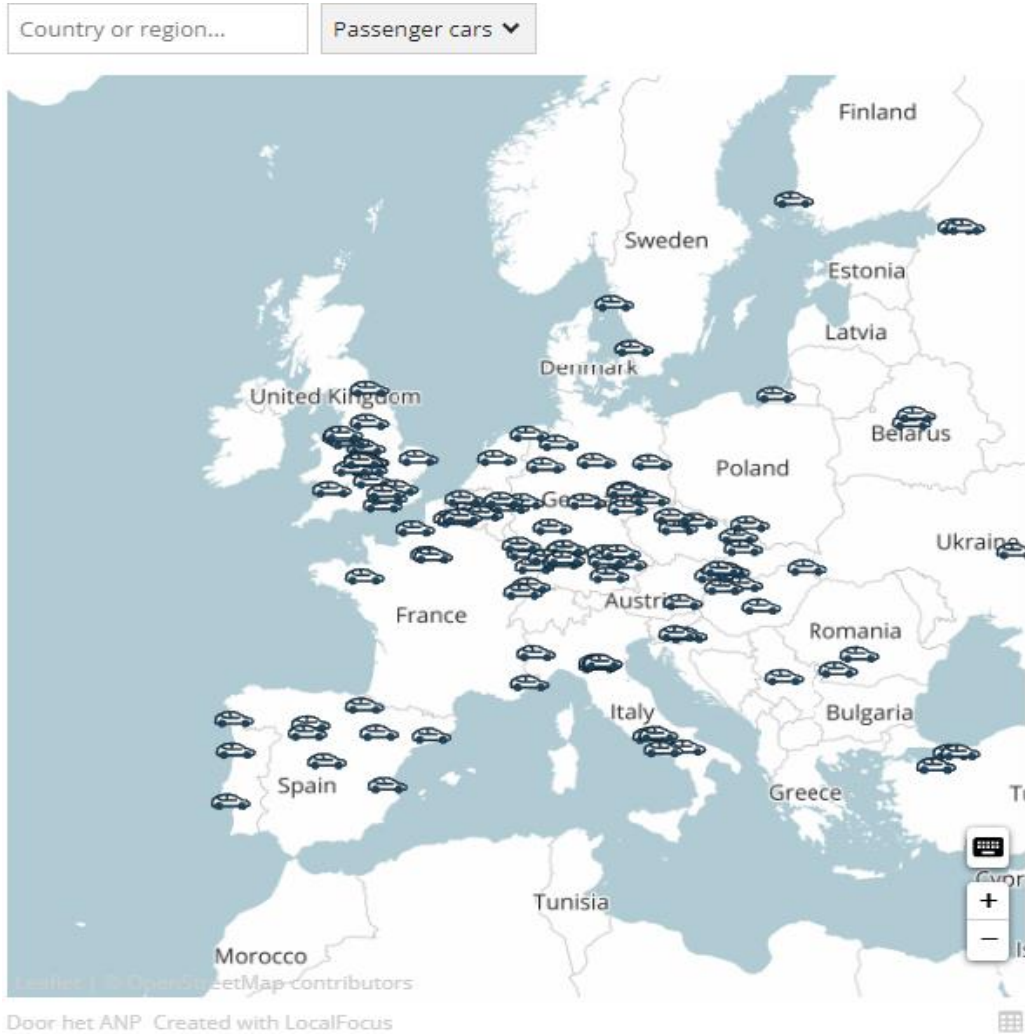 Country or region...
Passenger cars
Finland
Sweden
Estonia
Latvia
Denmark
United Kingdom
Belarus
Poland
Ukraine
Austri
France
Romania
Italy
Bulgaria
Spain
Greece
Tunisia
+
−
Morocco
Leaflet | © OpenStreetMap contributors
Door het ANP Created with LocalFocus